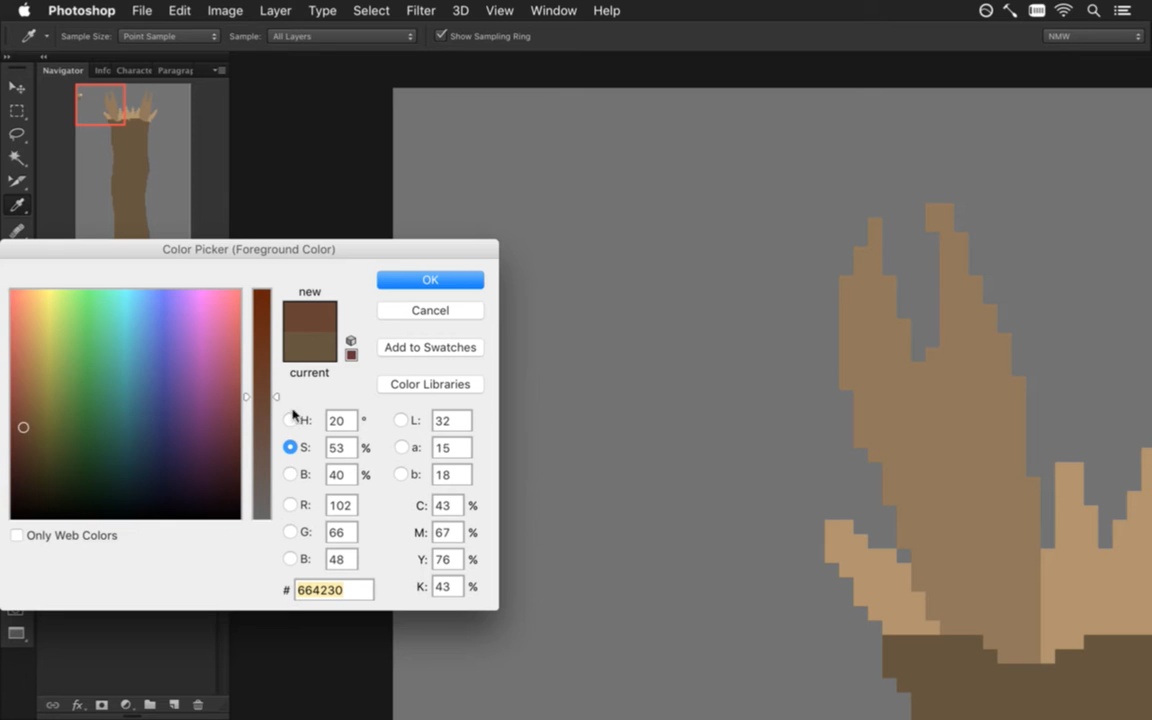 Photoshop File Edit Image Layer Type Select Filter 3D View Window Help
Sample Size: Point Sample Sample: All Layers Show Sampling Ring NMW
Navigator Info Characte Paragrap
Color Picker (Foreground Color)
new
current
OK
Cancel
Add to Swatches
Color Libraries
H: 20 ° L: 32
S: 53 % a: 15
B: 40 % b: 18
R: 102 C: 43 %
G: 66 M: 67 %
B: 48 Y: 76 %
# 664230 K: 43 %
Only Web Colors
fx